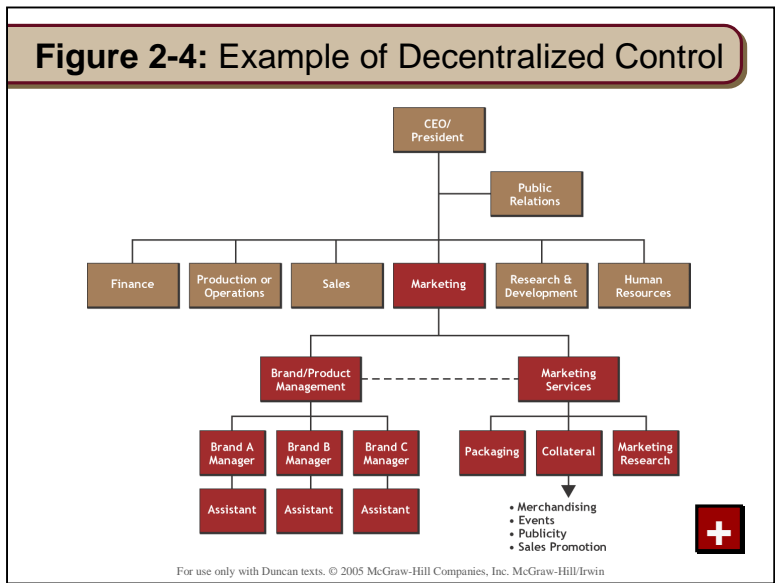 Figure 2-4: Example of Decentralized Control
CEO/
President
Public
Relations
Finance
Production or
Operations
Sales
Marketing
Research &
Development
Human
Resources
Brand/Product
Management
Marketing
Services
Brand A
Manager
Brand B
Manager
Brand C
Manager
Packaging
Collateral
Marketing
Research
Assistant
Assistant
Assistant
• Merchandising
• Events
• Publicity
• Sales Promotion
For use only with Duncan texts. © 2005 McGraw-Hill Companies, Inc. McGraw-Hill/Irwin